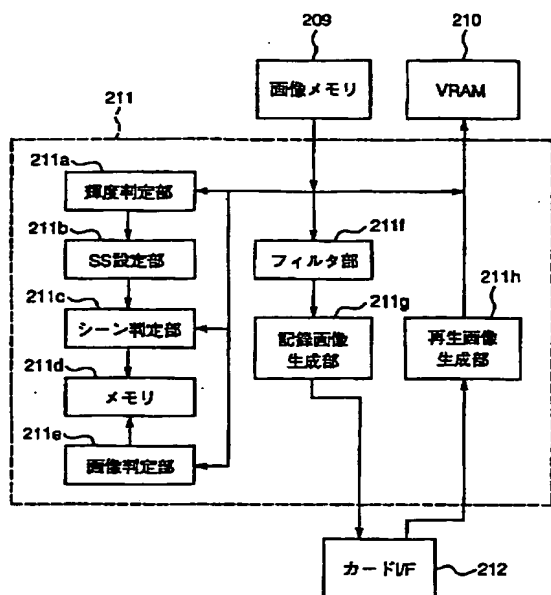 209
210
画像メモリ
VRAM
211
211a
輝度判定部
211b
SS設定部
211c
シーン判定部
211d
メモリ
211e
画像判定部
211f
フィルタ部
211g
記録画像
生成部
211h
再生画像
生成部
カードI/F
212